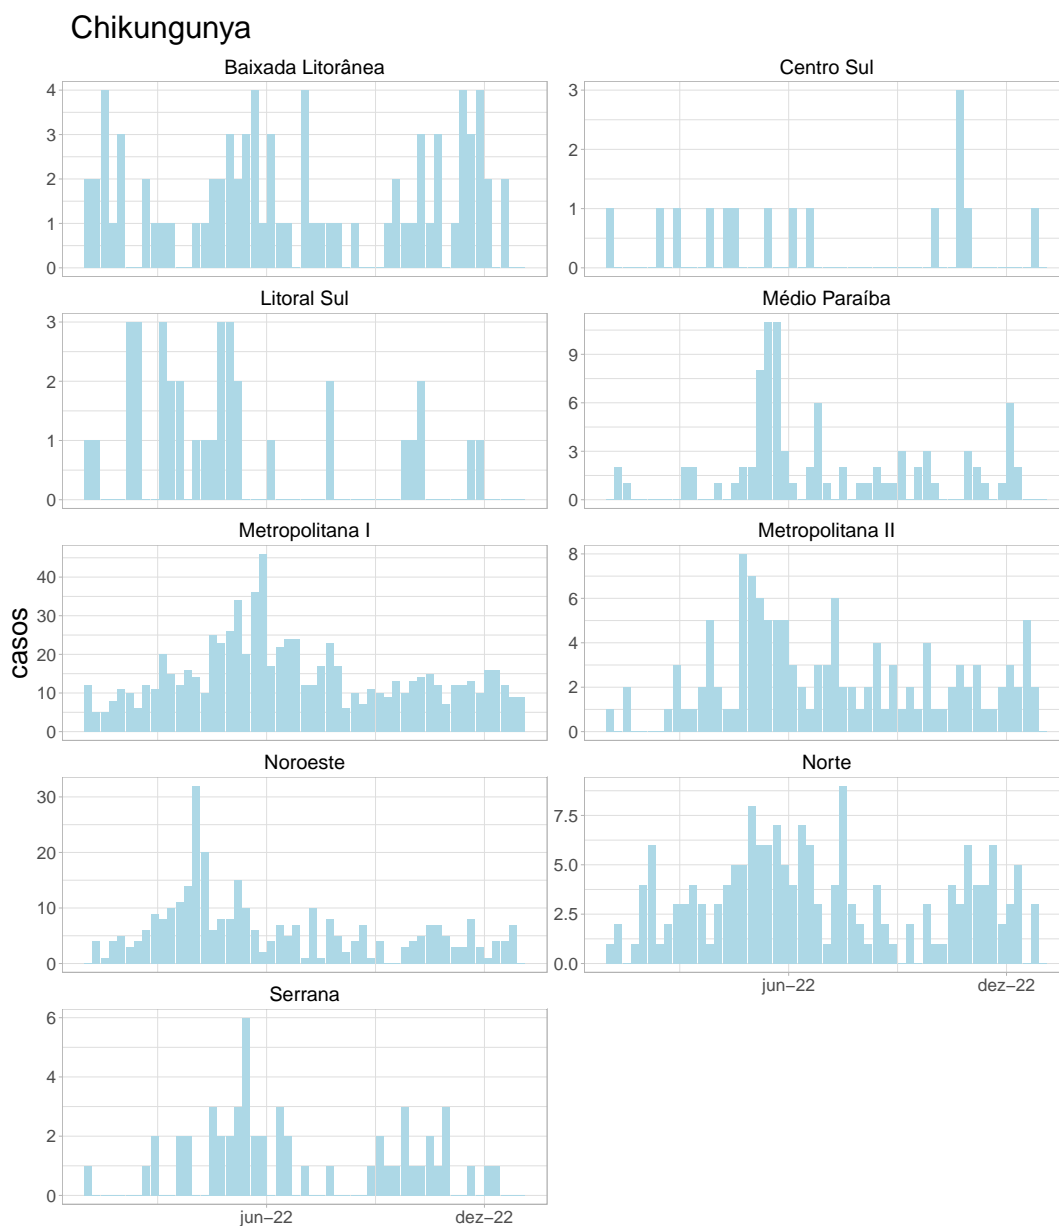 Chikungunya
Baixada Litorânea
4
3
2
1
0
Centro Sul
3
2
1
0
Litoral Sul
3
2
1
0
Médio Paraíba
9
6
3
0
casos
Metropolitana I
40
30
20
10
0
Metropolitana II
8
6
4
2
0
Noroeste
30
20
10
0
Norte
7.5
5.0
2.5
0.0
jun−22
dez−22
Serrana
6
4
2
0
jun−22
dez−22